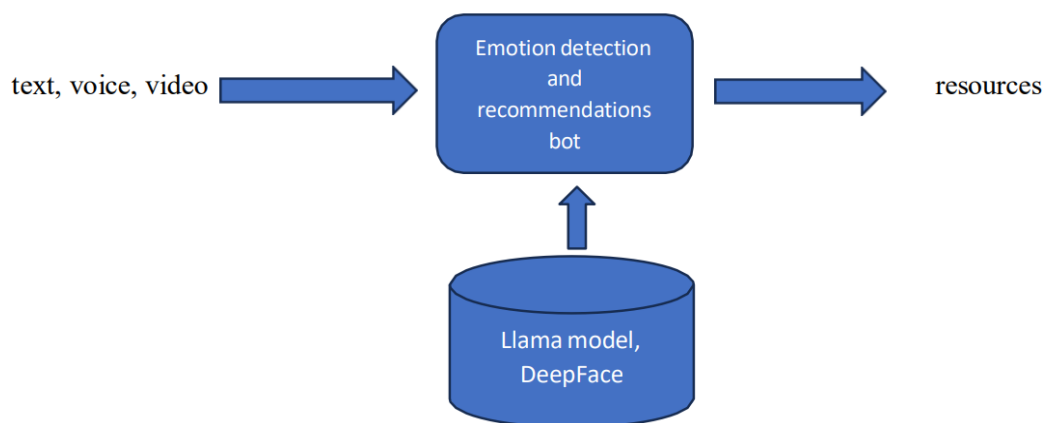 text, voice, video
Emotion detection
and
recommendations
bot
resources
Llama model,
DeepFace